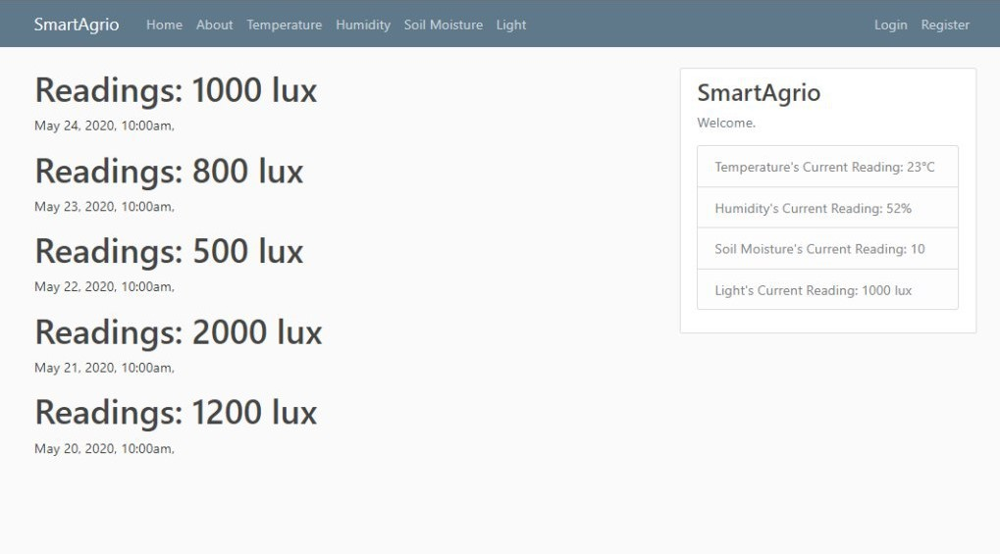 SmartAgrio Home About Temperature Humidity Soil Moisture Light Login Register
Readings: 1000 lux
May 24, 2020, 10:00am,
Readings: 800 lux
May 23, 2020, 10:00am,
Readings: 500 lux
May 22, 2020, 10:00am,
Readings: 2000 lux
May 21, 2020, 10:00am,
Readings: 1200 lux
May 20, 2020, 10:00am,
SmartAgrio
Welcome.
Temperature's Current Reading: 23°C
Humidity's Current Reading: 52%
Soil Moisture's Current Reading: 10
Light's Current Reading: 1000 lux